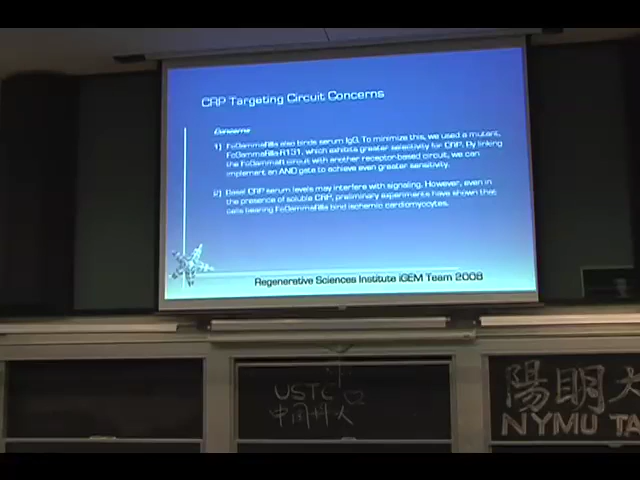 CRP Targeting Circuit Concerns
Concerns
1) FcGammaRIIa also binds serum IgG. To minimize this, we used a mutant,
FcGammaRIIa-R131, which exhibits greater selectivity for CRP. By linking
the FcGammaR circuit with another receptor-based circuit, we can
implement an AND gate to achieve even greater sensitivity.
2) Basal CRP serum levels may interfere with signaling. However, even in
the presence of soluble CRP, preliminary experiments have shown that
cells bearing FcGammaRIIa bind ischemic cardiomyocytes.
Regenerative Sciences Institute iGEM Team 2008
USTC
中国科大
陽明大
NYMU TA